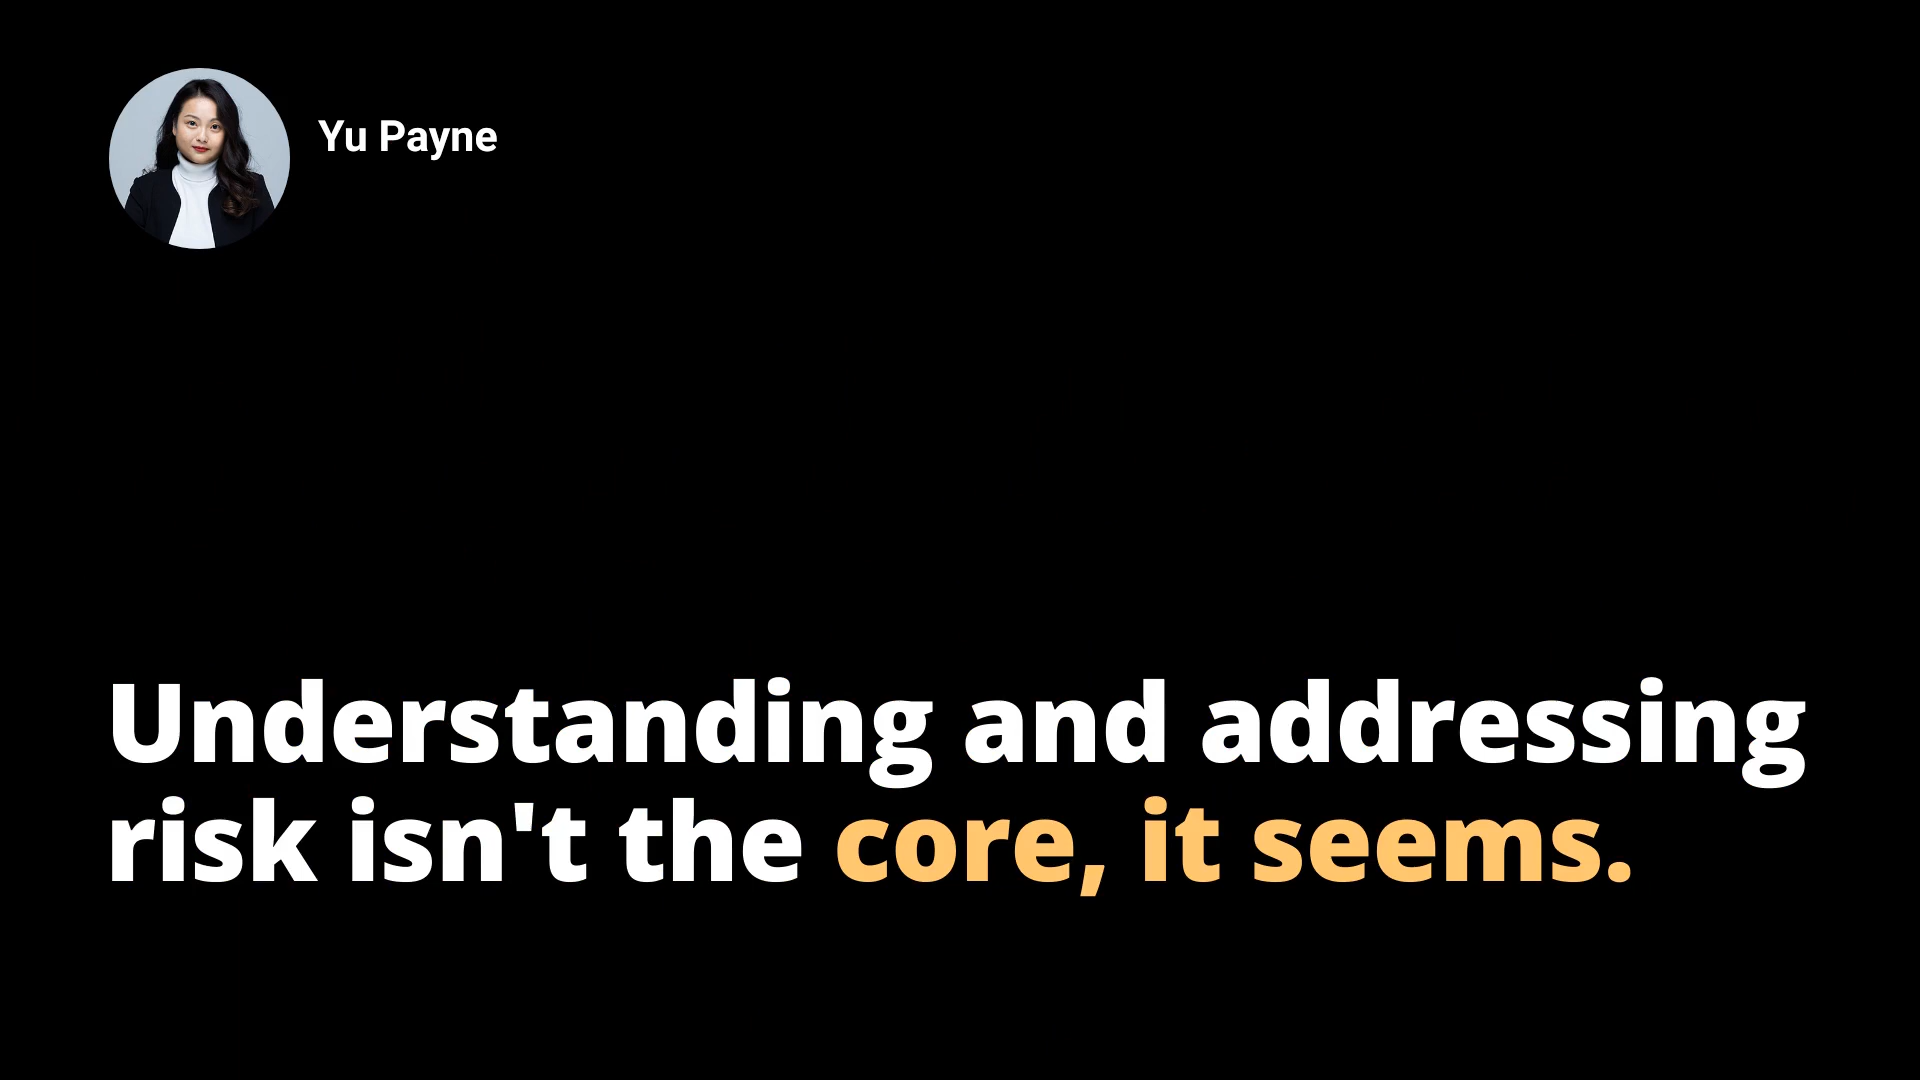 Yu Payne
Understanding and addressing
risk isn't the core, it seems.